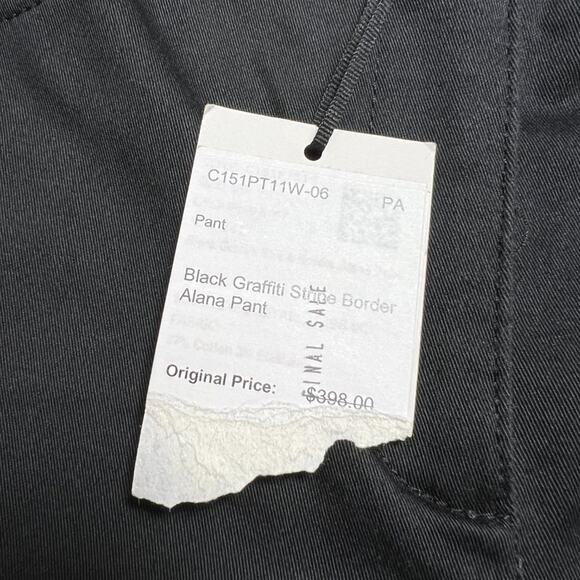 C151PT11W-06 PA
Pant
Black Graffiti Stripe Border
Alana Pant
FINAL SALE
Original Price: $398.00